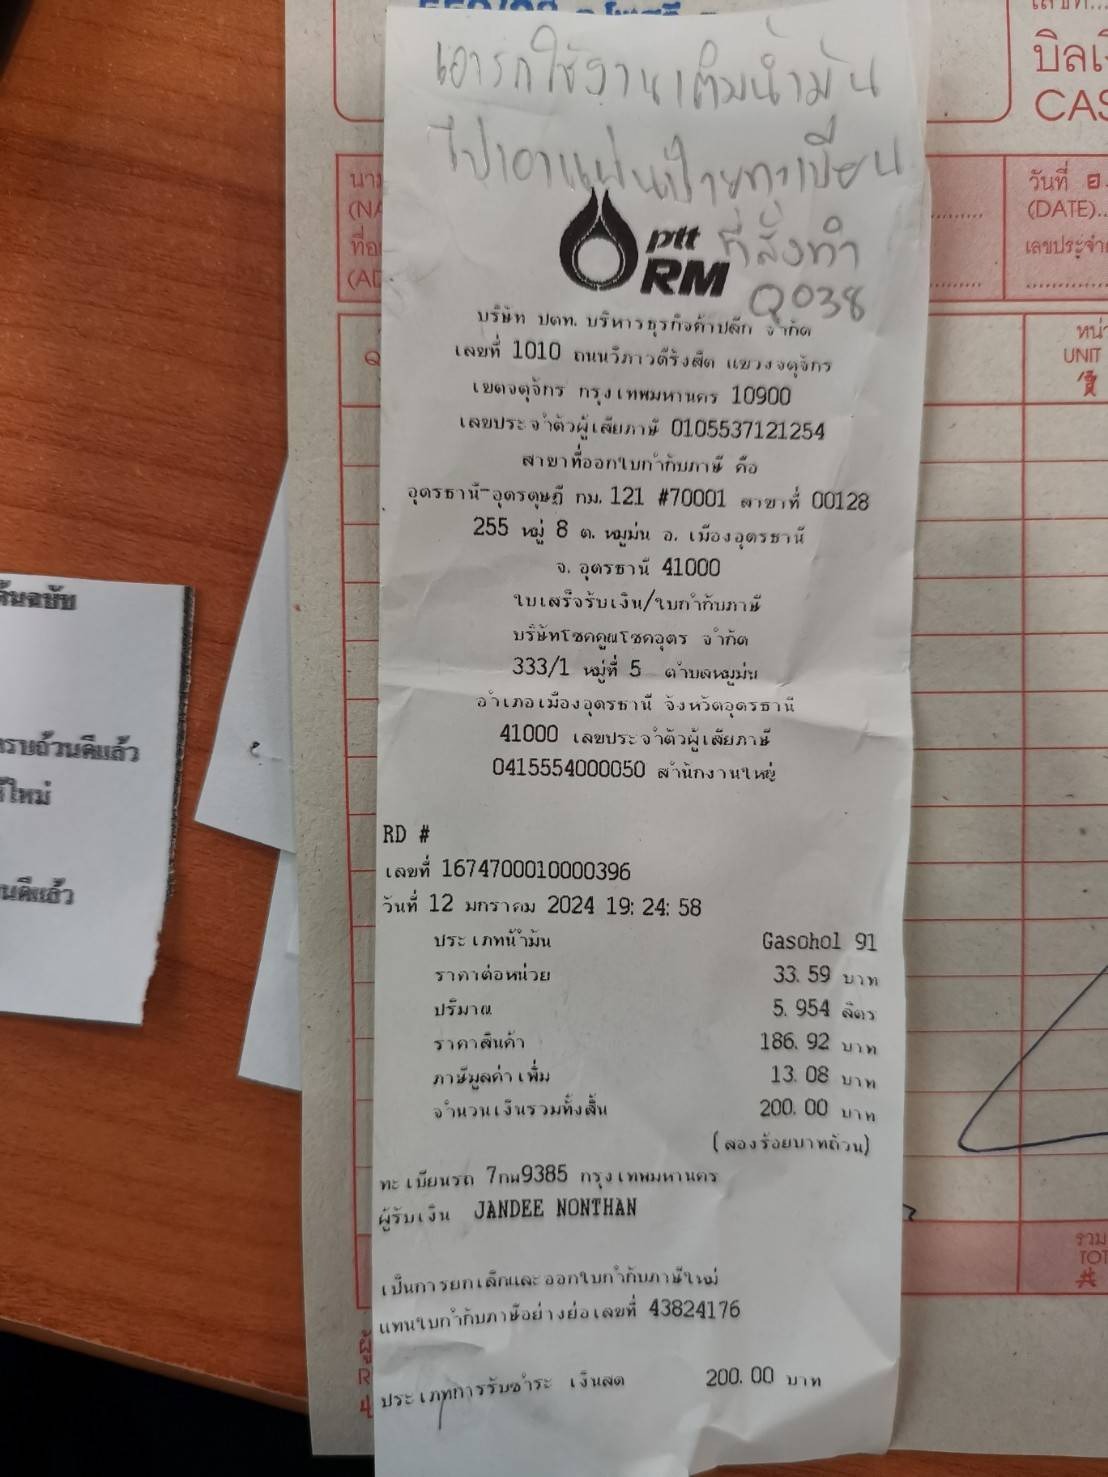 เอารถใช้งานเติมน้ำมัน
ไปเอาแผ่นป้ายทะเบียน
ที่สั่งทำ
Q038
ptt
RM
บริษัท ปตท. บริหารธุรกิจค้าปลีก จำกัด
เลขที่ 1010 ถนนวิภาวดีรังสิต แขวงจตุจักร
เขตจตุจักร กรุงเทพมหานคร 10900
เลขประจำตัวผู้เสียภาษี 0105537121254
สาขาที่ออกใบกำกับภาษี คือ
อุดรธานี-อุตรดุษฎี กม. 121 #70001 สาขาที่ 00128
255 หมู่ 8 ต. หมูม่น อ. เมืองอุดรธานี
จ. อุดรธานี 41000
ใบเสร็จรับเงิน/ใบกำกับภาษี
บริษัทโชคคูณโชคอุดร จำกัด
333/1 หมู่ที่ 5 ตำบลหมูม่น
อำเภอเมืองอุดรธานี จังหวัดอุดรธานี
41000 เลขประจำตัวผู้เสียภาษี
0415554000050 สำนักงานใหญ่
RD #
เลขที่ 1674700010000396
วันที่ 12 มกราคม 2024 19:24:58
ประเภทน้ำมัน Gasohol 91
ราคาต่อหน่วย 33.59 บาท
ปริมาณ 5.954 ลิตร
ราคาสินค้า 186.92 บาท
ภาษีมูลค่าเพิ่ม 13.08 บาท
จำนวนเงินรวมทั้งสิ้น 200.00 บาท
(สองร้อยบาทถ้วน)
ทะเบียนรถ 7กผ9385 กรุงเทพมหานคร
ผู้รับเงิน JANDEE NONTHAN
เป็นการยกเลิกและออกใบกำกับภาษีใหม่
แทนใบกำกับภาษีอย่างย่อเลขที่ 43824176
ประเภทการรับชำระ เงินสด 200.00 บาท
ต้นฉบับ
ครบถ้วนดีแล้ว
ใหม่
วันที่
(DATE)
UNIT